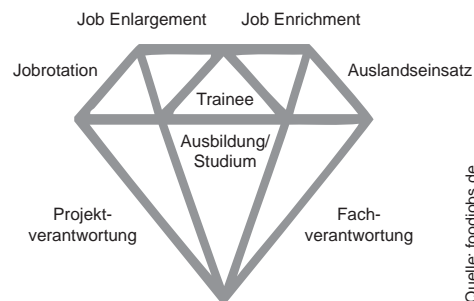 Job Enlargement
Job Enrichment
Jobrotation
Auslandseinsatz
Trainee
Ausbildung/
Studium
Projekt-
verantwortung
Fach-
verantwortung
Quelle: foodjobs.de